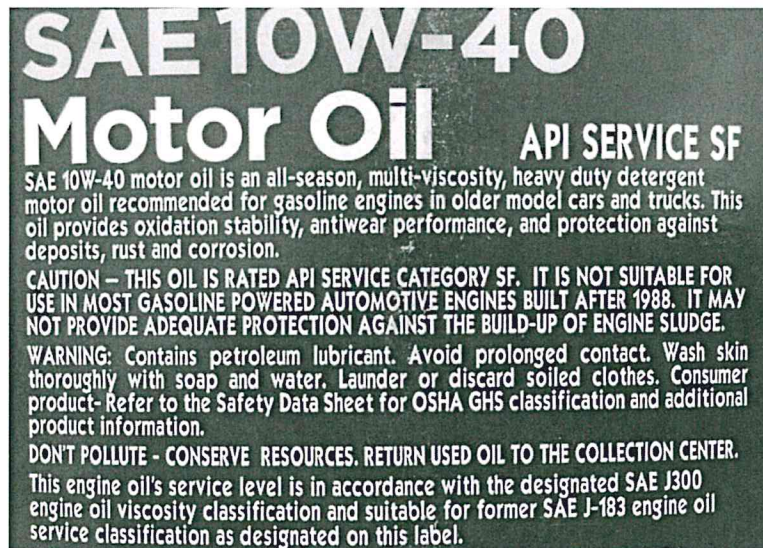 SAE 10W-40
Motor Oil API SERVICE SF
SAE 10W-40 motor oil is an all-season, multi-viscosity, heavy duty detergent
motor oil recommended for gasoline engines in older model cars and trucks. This
oil provides oxidation stability, antiwear performance, and protection against
deposits, rust and corrosion.
CAUTION – THIS OIL IS RATED API SERVICE CATEGORY SF. IT IS NOT SUITABLE FOR
USE IN MOST GASOLINE POWERED AUTOMOTIVE ENGINES BUILT AFTER 1988. IT MAY
NOT PROVIDE ADEQUATE PROTECTION AGAINST THE BUILD-UP OF ENGINE SLUDGE.
WARNING: Contains petroleum lubricant. Avoid prolonged contact. Wash skin
thoroughly with soap and water. Launder or discard soiled clothes. Consumer
product- Refer to the Safety Data Sheet for OSHA GHS classification and additional
product information.
DON'T POLLUTE - CONSERVE RESOURCES. RETURN USED OIL TO THE COLLECTION CENTER.
This engine oil's service level is in accordance with the designated SAE J300
engine oil viscosity classification and suitable for former SAE J-183 engine oil
service classification as designated on this label.